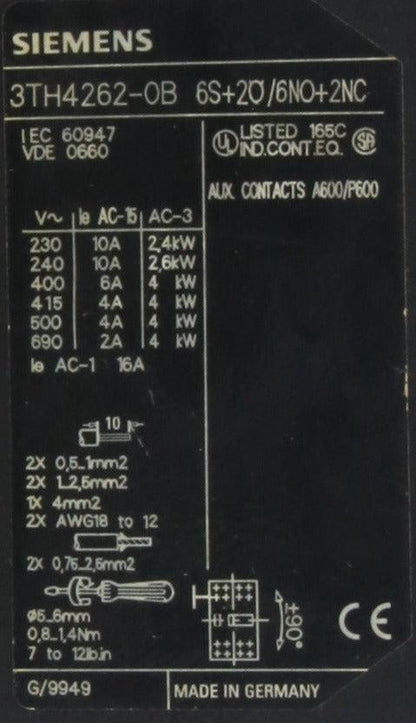 SIEMENS
3TH4262-0B 6S+2Ö/6NO+2NC
IEC 60947
VDE 0660
UL LISTED 165C
IND.CONT.EQ. SA
AUX. CONTACTS A600/P600
V~ Ie AC-15 AC-3
230 10A 2,4kW
240 10A 2,6kW
400 6A 4 kW
415 4A 4 kW
500 4A 4 kW
690 2A 4 kW
Ie AC-1 16A
10
2X 0,5...1mm2
2X 1...2,5mm2
1X 4mm2
2X AWG18 to 12
2X 0,75...2,5mm2
Ø5...6mm
0,8...1,4Nm
7 to 12lb.in
±90°
CE
G/9949 MADE IN GERMANY